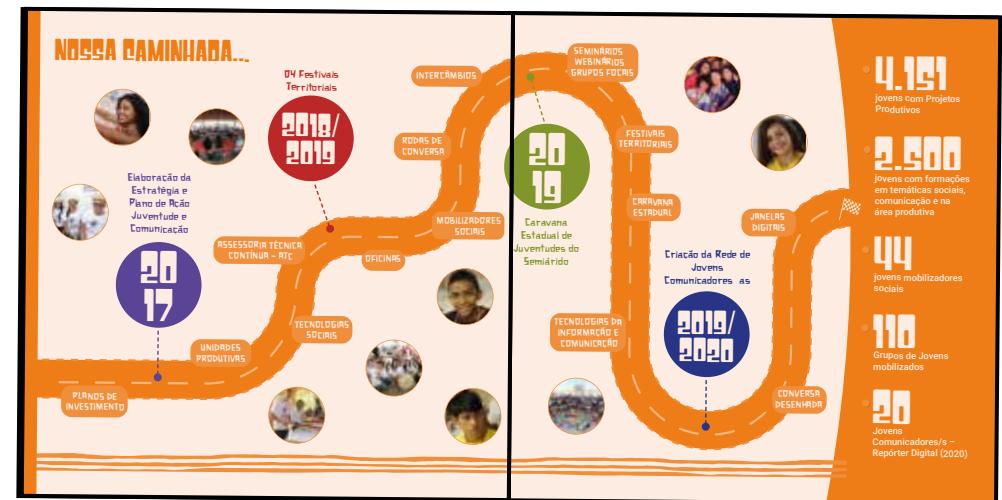 NOSSA CAMINHADA...
PLANOS DE
INVESTIMENTO
Elaboração da
Estratégia e
Plano de Ação
Juventude e
Comunicação
20
17
UNIDADES
PRODUTIVAS
TECNOLOGIAS
SOCIAIS
ASSESSORIA TÉCNICA
CONTÍNUA - ATC
04 Festivais
Territoriais
2018/
2019
OFICINAS
MOBILIZADORES
SOCIAIS
RODAS DE
CONVERSA
INTERCÂMBIOS
SEMINÁRIOS
WEBINÁRIOS
GRUPOS FOCAIS
20
19
Caravana
Estadual de
Juventudes do
Semiárido
FESTIVAIS
TERRITORIAIS
CARAVANA
ESTADUAL
TECNOLOGIAS DA
INFORMAÇÃO E
COMUNICAÇÃO
Criação da Rede de
Jovens
Comunicadores as
2019/
2020
CONVERSA
DESENHADA
JANELAS
DIGITAIS
4.151
jovens com Projetos
Produtivos
2.500
jovens com formações
em temáticas sociais,
comunicação e na
área produtiva
44
jovens mobilizadores
sociais
110
Grupos de Jovens
mobilizados
20
Jovens
Comunicadores/s –
Repórter Digital (2020)